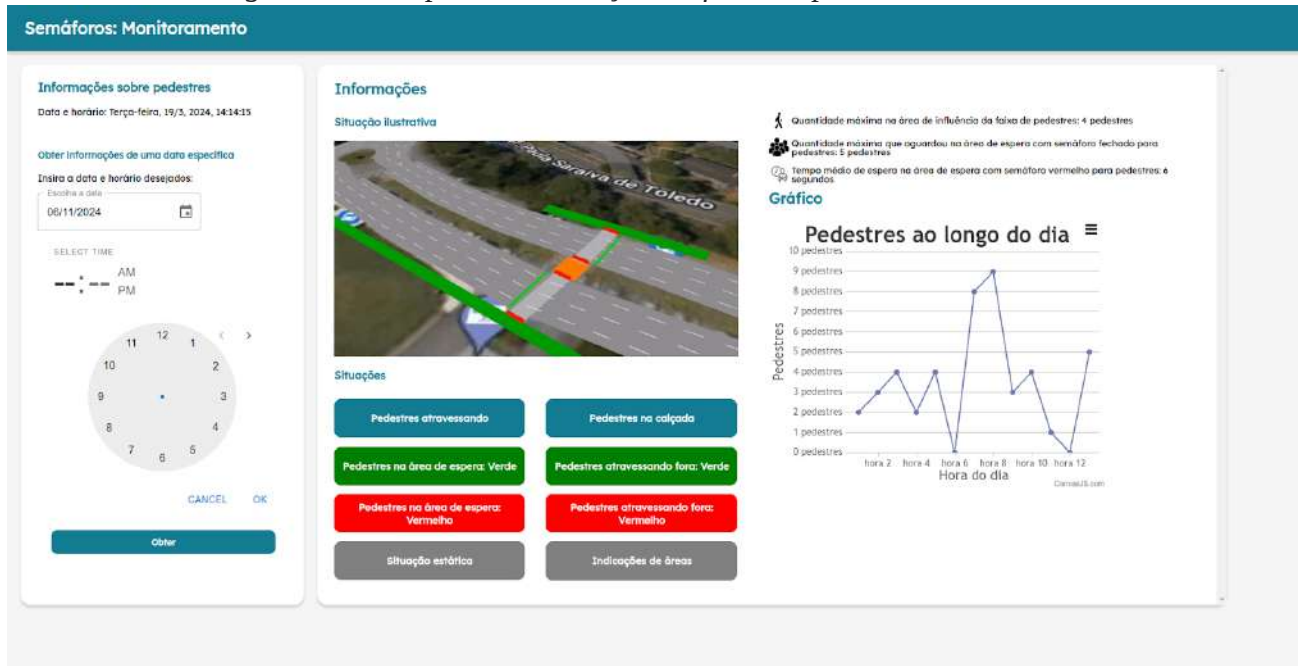 Semáforos: Monitoramento
Informações sobre pedestres
Data e horário: Terça-feira, 19/3, 2024, 14:14:15
Obter informações de uma data específica
Insira a data e horário desejados:
Escolha a data
06/11/2024
SELECT TIME
--:-- AM
PM
12
11
1
10
2
9
3
8
4
7
5
6
CANCEL OK
Obter
Informações
Situação ilustrativa
Paula Saraiva de Toledo
Situações
Pedestres atravessando
Pedestres na calçada
Pedestres na área de espera: Verde
Pedestres atravessando fora: Verde
Pedestres na área de espera:
Vermelho
Pedestres atravessando fora:
Vermelho
Situação estática
Indicações de áreas
Quantidade máxima na área de influência da faixa de pedestres: 4 pedestres
Quantidade máxima que aguardou na área de espera com semáforo fechado para
pedestres: 5 pedestres
Tempo médio de espera na área de espera com semáforo vermelho para pedestres: 6
segundos
Gráfico
Pedestres ao longo do dia
10 pedestres
9 pedestres
8 pedestres
7 pedestres
6 pedestres
5 pedestres
4 pedestres
3 pedestres
2 pedestres
1 pedestres
0 pedestres
Pedestres
hora 2 hora 4 hora 6 hora 8 hora 10 hora 12
Hora do dia
CanvasJS.com